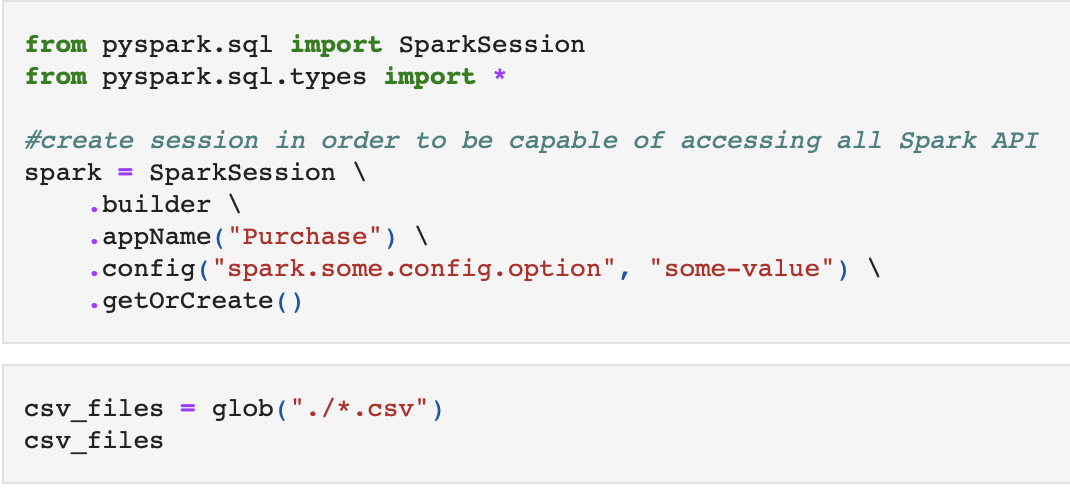 from pyspark.sql import SparkSession
from pyspark.sql.types import *
#create session in order to be capable of accessing all Spark API
spark = SparkSession \
    .builder \
    .appName("Purchase") \
    .config("spark.some.config.option", "some-value") \
    .getOrCreate()
csv_files = glob("./*.csv")
csv_files